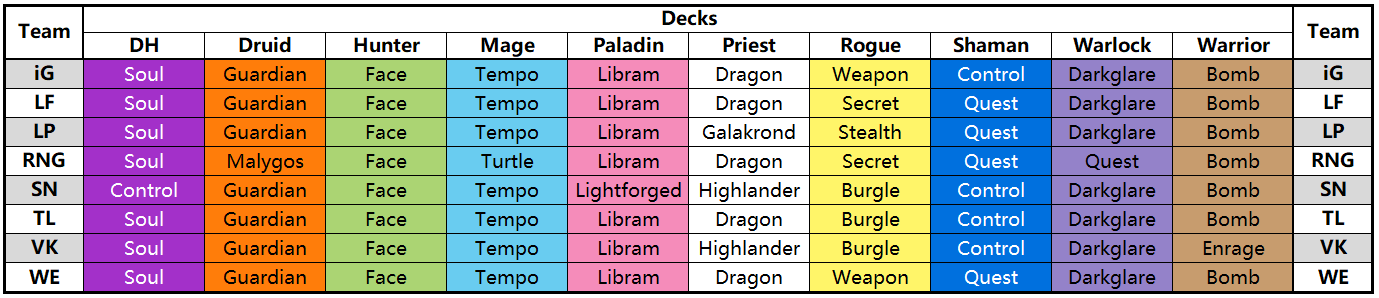 Team Decks Team
DH Druid Hunter Mage Paladin Priest Rogue Shaman Warlock Warrior
iG Soul Guardian Face Tempo Libram Dragon Weapon Control Darkglare Bomb iG
LF Soul Guardian Face Tempo Libram Dragon Secret Quest Darkglare Bomb LF
LP Soul Guardian Face Tempo Libram Galakrond Stealth Quest Darkglare Bomb LP
RNG Soul Malygos Face Turtle Libram Dragon Secret Quest Quest Bomb RNG
SN Control Guardian Face Tempo Lightforged Highlander Burgle Control Darkglare Bomb SN
TL Soul Guardian Face Tempo Libram Dragon Burgle Control Darkglare Bomb TL
VK Soul Guardian Face Tempo Libram Highlander Burgle Control Darkglare Enrage VK
WE Soul Guardian Face Tempo Libram Dragon Weapon Quest Darkglare Bomb WE